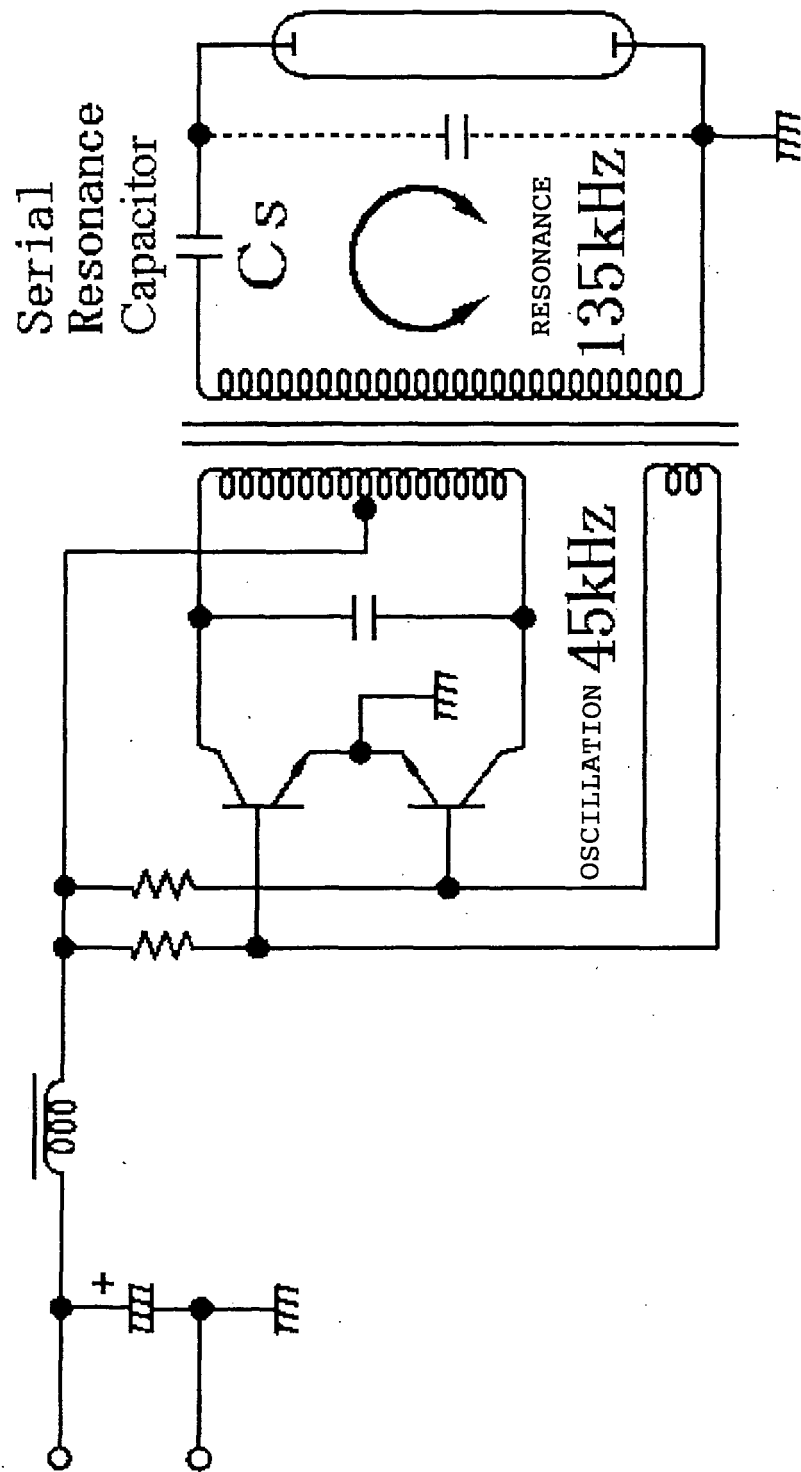 Serial
Resonance
Capacitor
Cs
RESONANCE
135kHz
OSCILLATION 45kHz
+